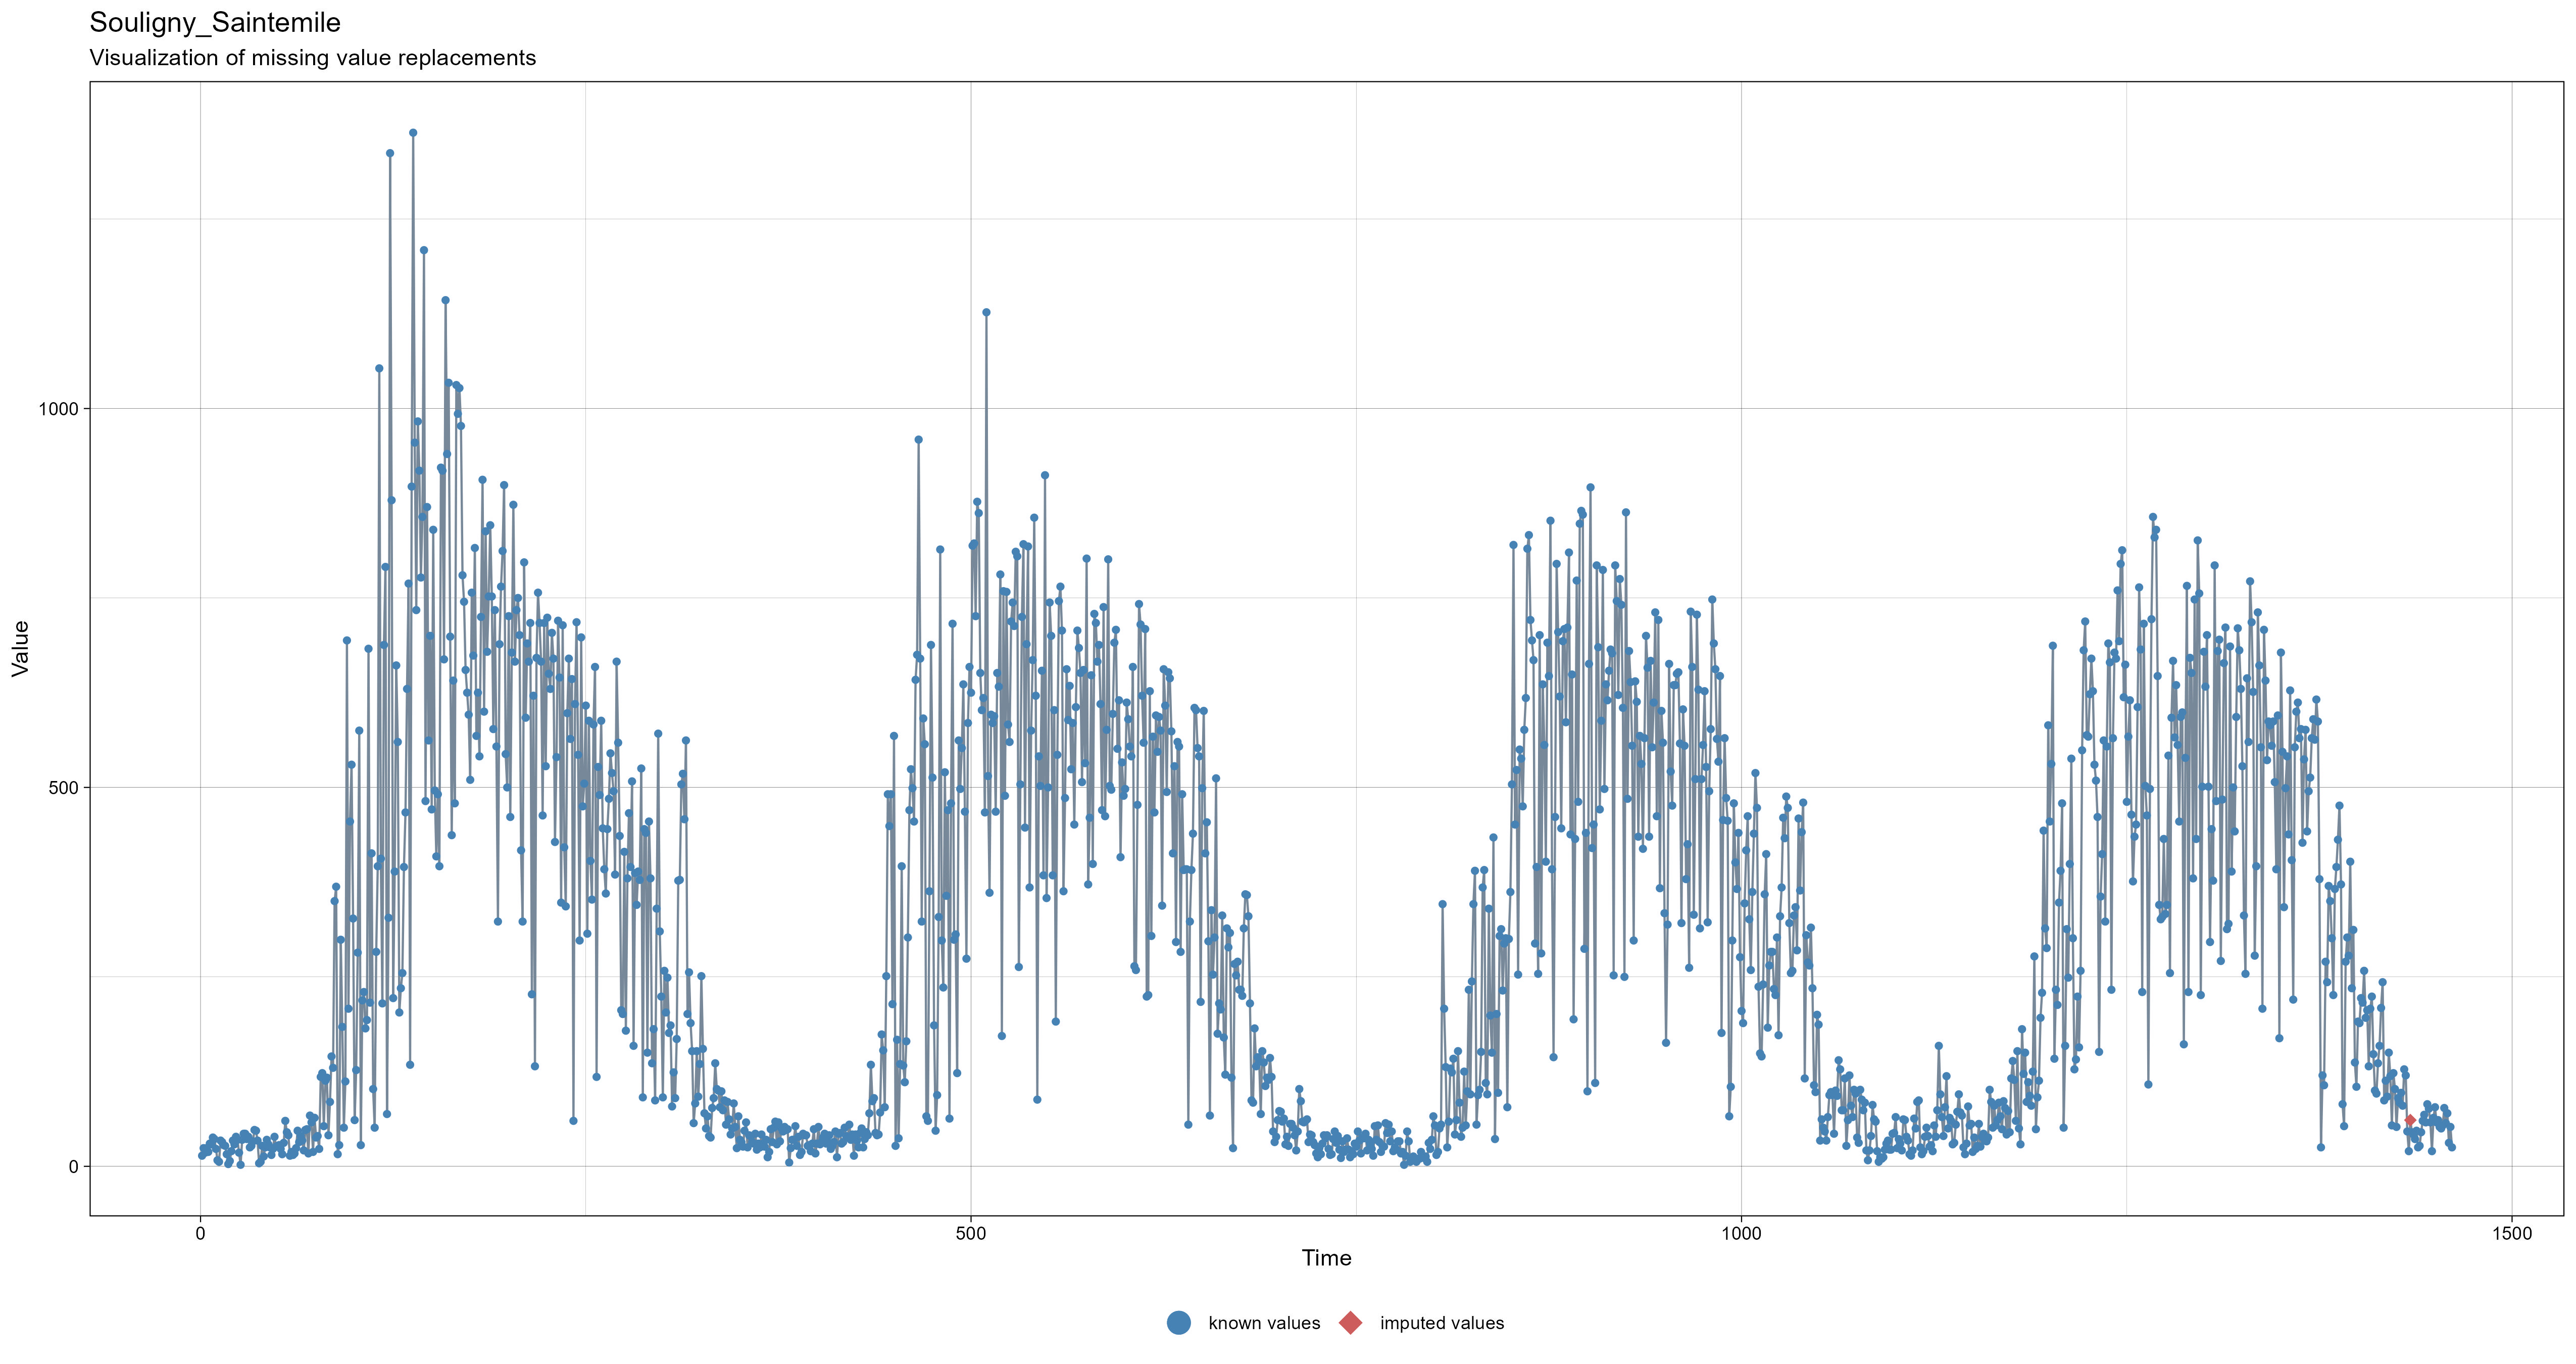 Souligny_Saintemile
Visualization of missing value replacements
Value
1000
500
0
0
500
1000
1500
Time
known values
imputed values